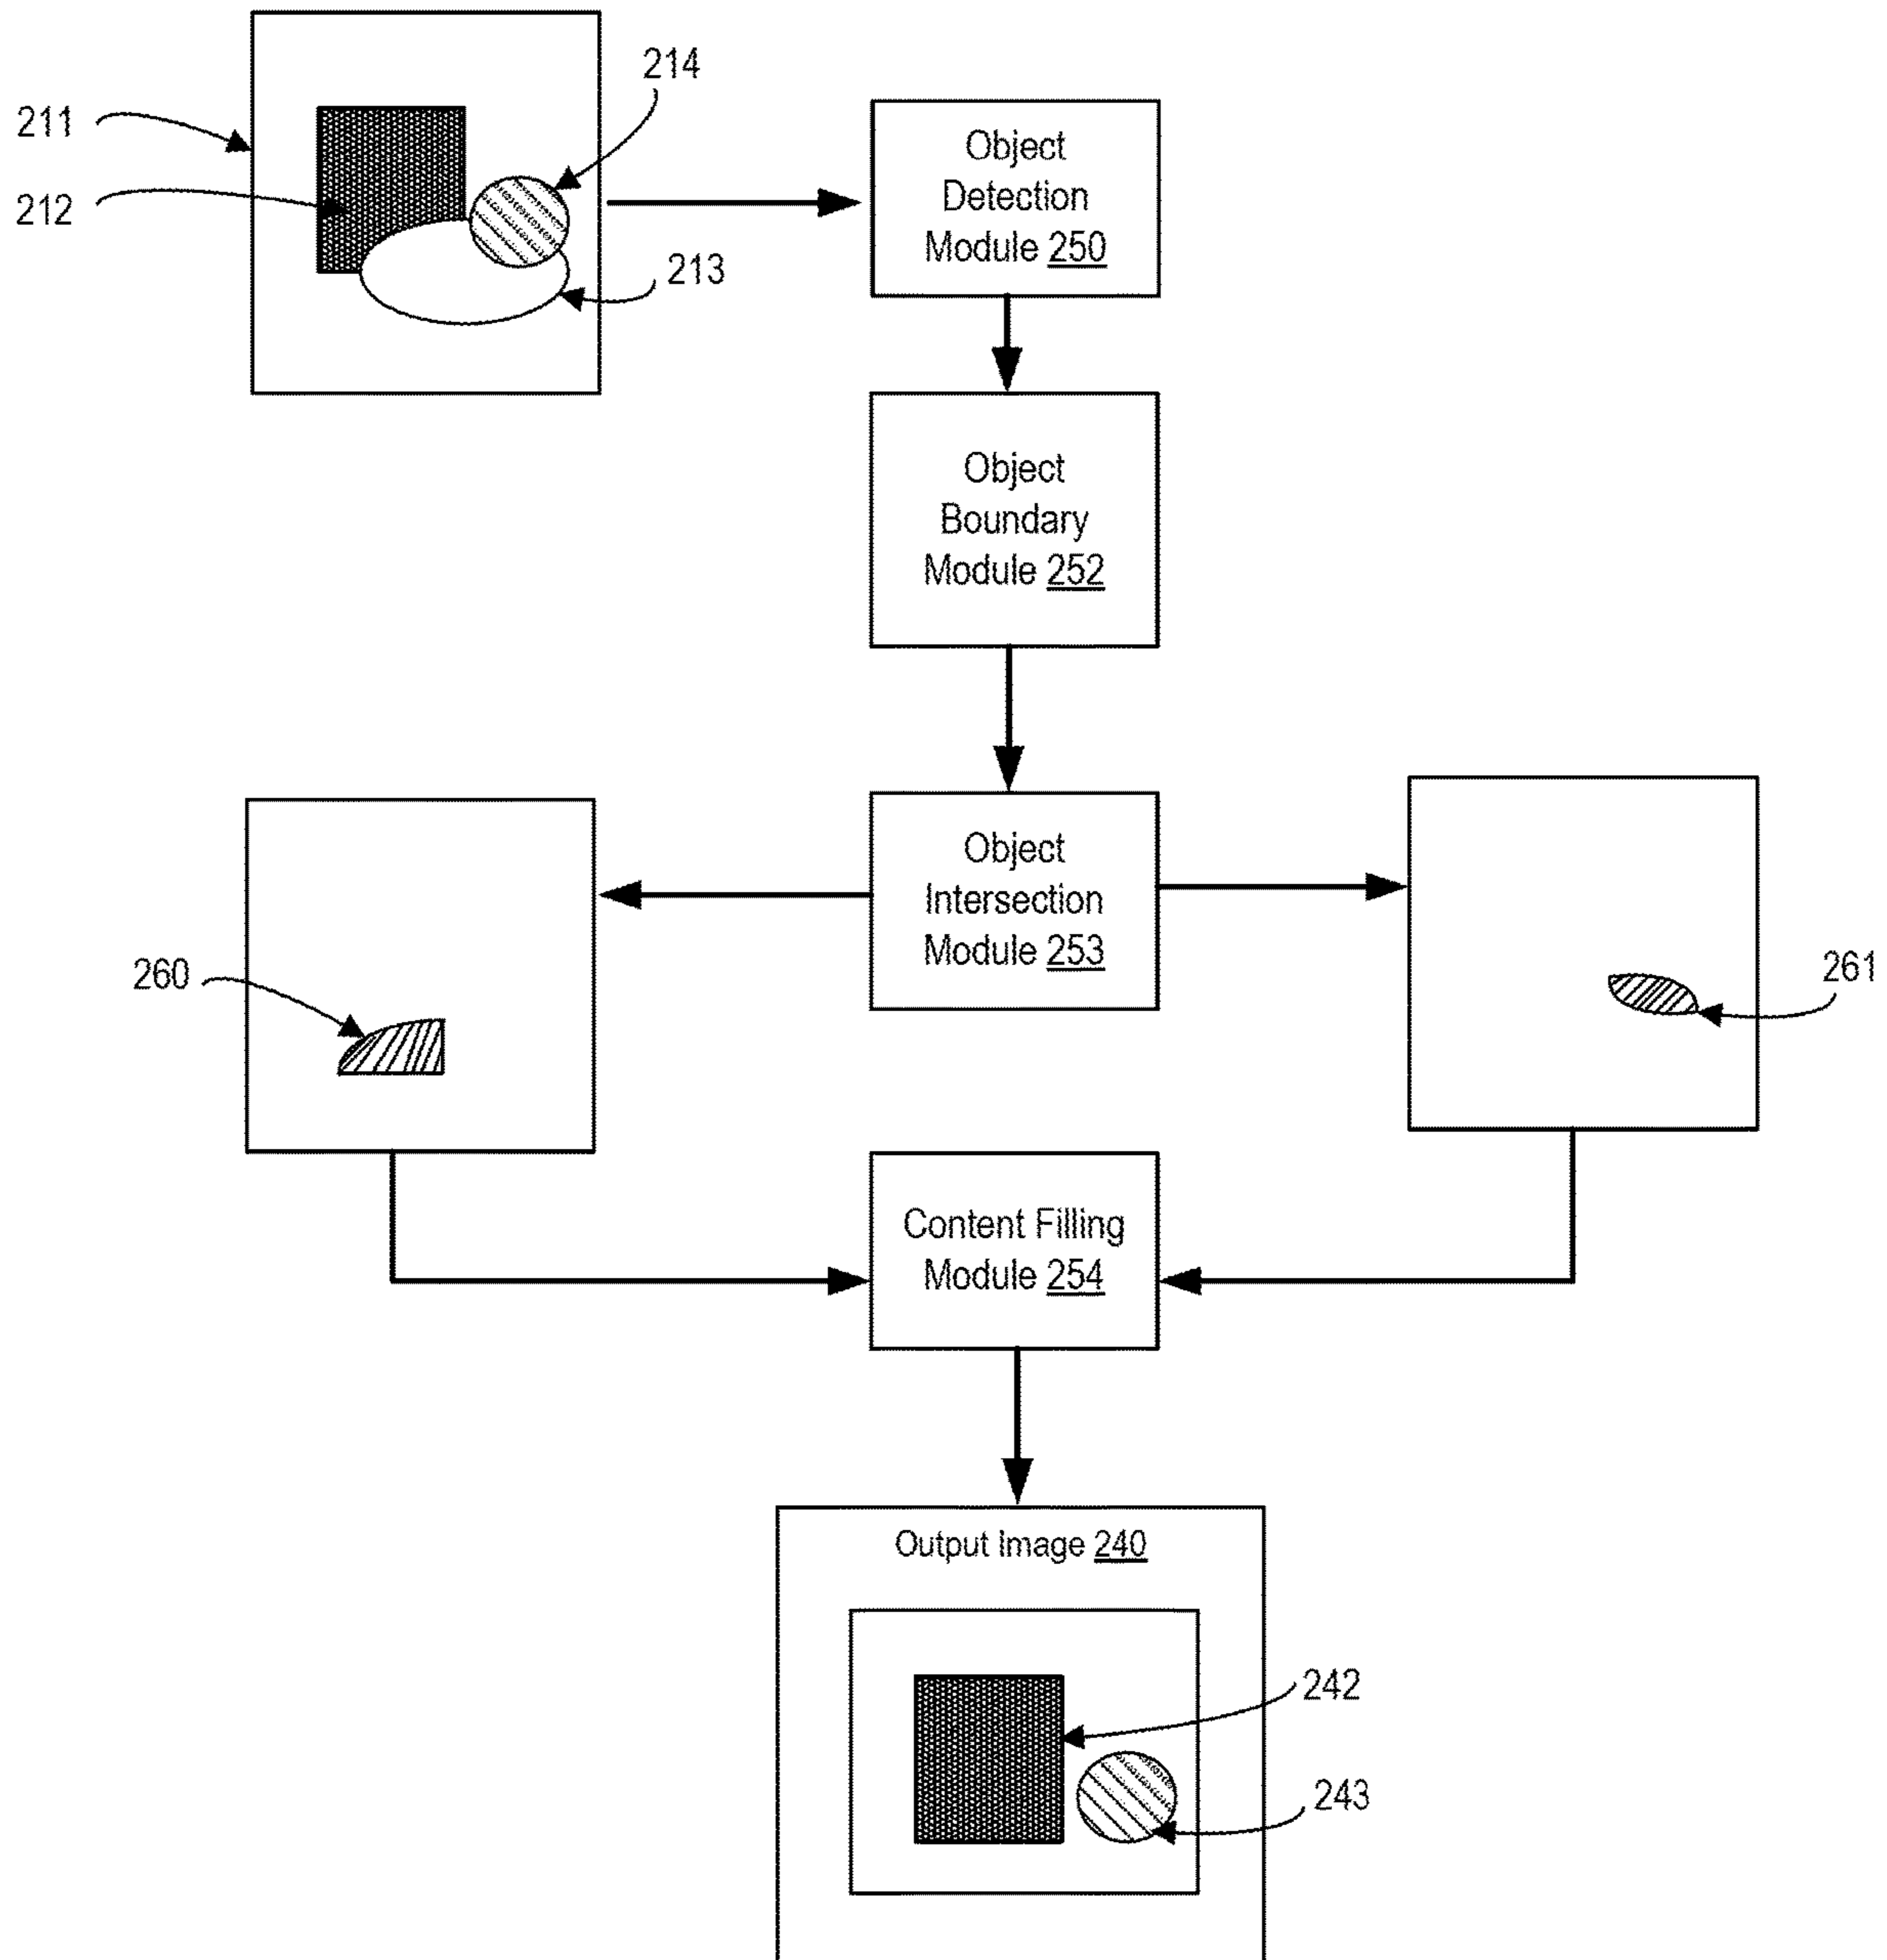 214
211
Object
Detection
Module 250
212
213
Object
Boundary
Module 252
Object
Intersection
Module 253
260
261
Content Filling
Module 254
Output Image 240
242
243